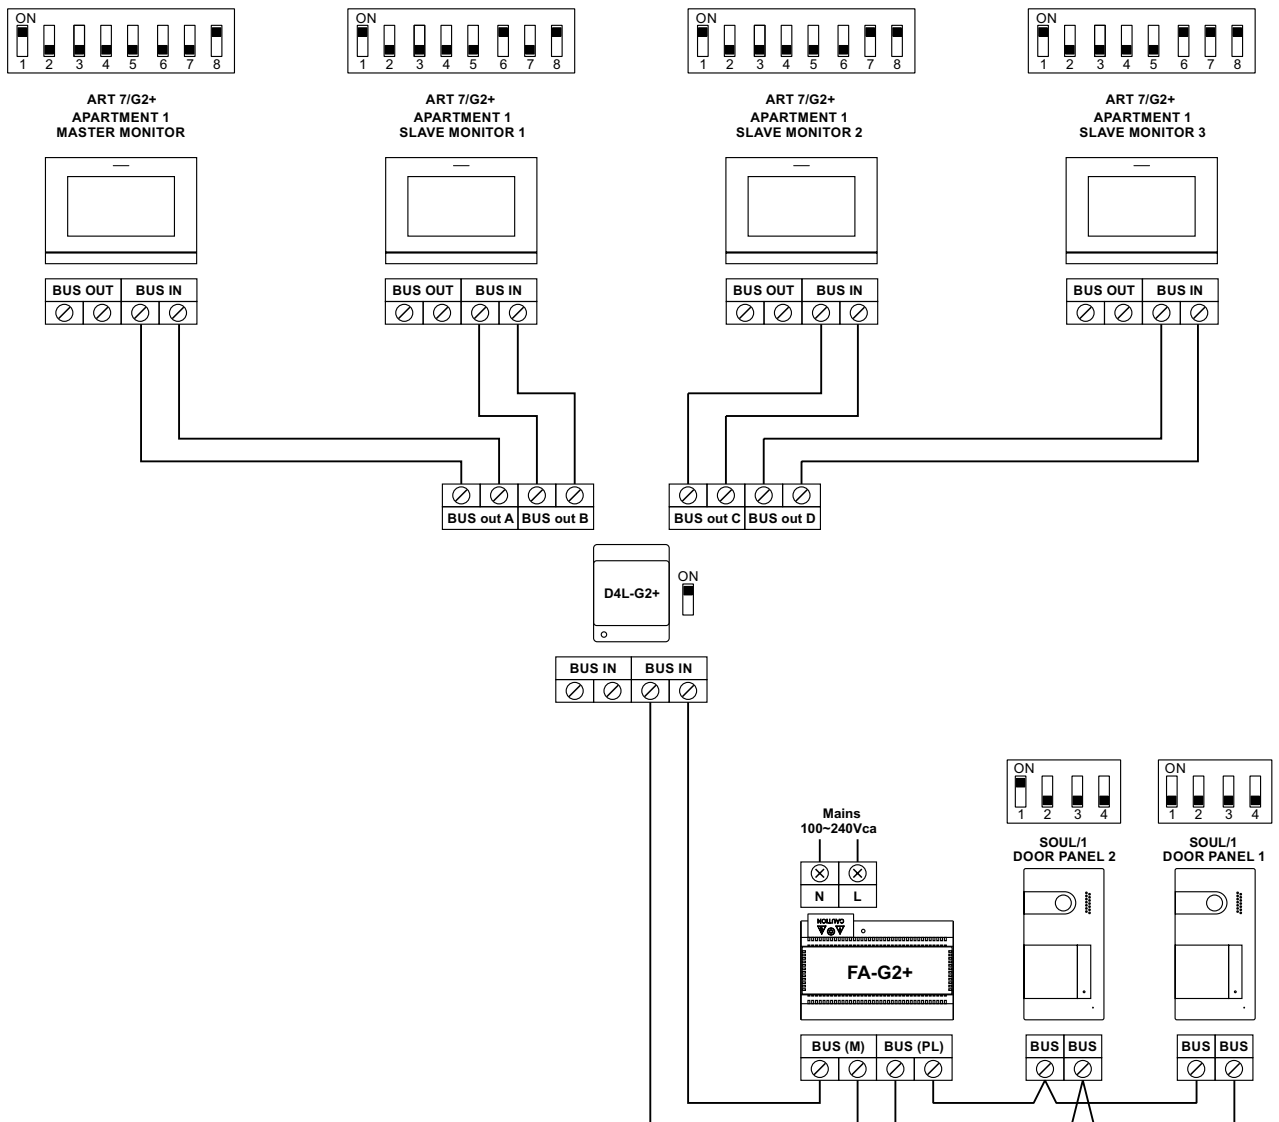 ON ON ON ON
1 2 3 4 5 6 7 8 1 2 3 4 5 6 7 8 1 2 3 4 5 6 7 8 1 2 3 4 5 6 7 8
ART 7/G2+ ART 7/G2+ ART 7/G2+ ART 7/G2+
APARTMENT 1 APARTMENT 1 APARTMENT 1 APARTMENT 1
MASTER MONITOR SLAVE MONITOR 1 SLAVE MONITOR 2 SLAVE MONITOR 3
BUS OUT BUS IN BUS OUT BUS IN BUS OUT BUS IN BUS OUT BUS IN
BUS out A BUS out B BUS out C BUS out D
ON
D4L-G2+
BUS IN BUS IN
ON ON
1 2 3 4 1 2 3 4
Mains
100~240Vca
SOUL/1 SOUL/1
DOOR PANEL 2 DOOR PANEL 1
N L
CAUTION
FA-G2+
BUS (M) BUS (PL) BUS BUS BUS BUS